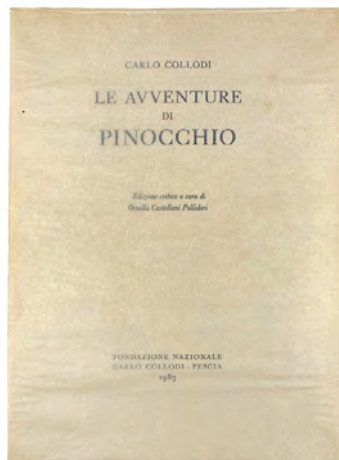 CARLO COLLODI
LE AVVENTURE
DI
PINOCCHIO
Edizione critica a cura di
Ornella Castellani Pollidori
FONDAZIONE NAZIONALE
CARLO COLLODI - PESCIA
1983